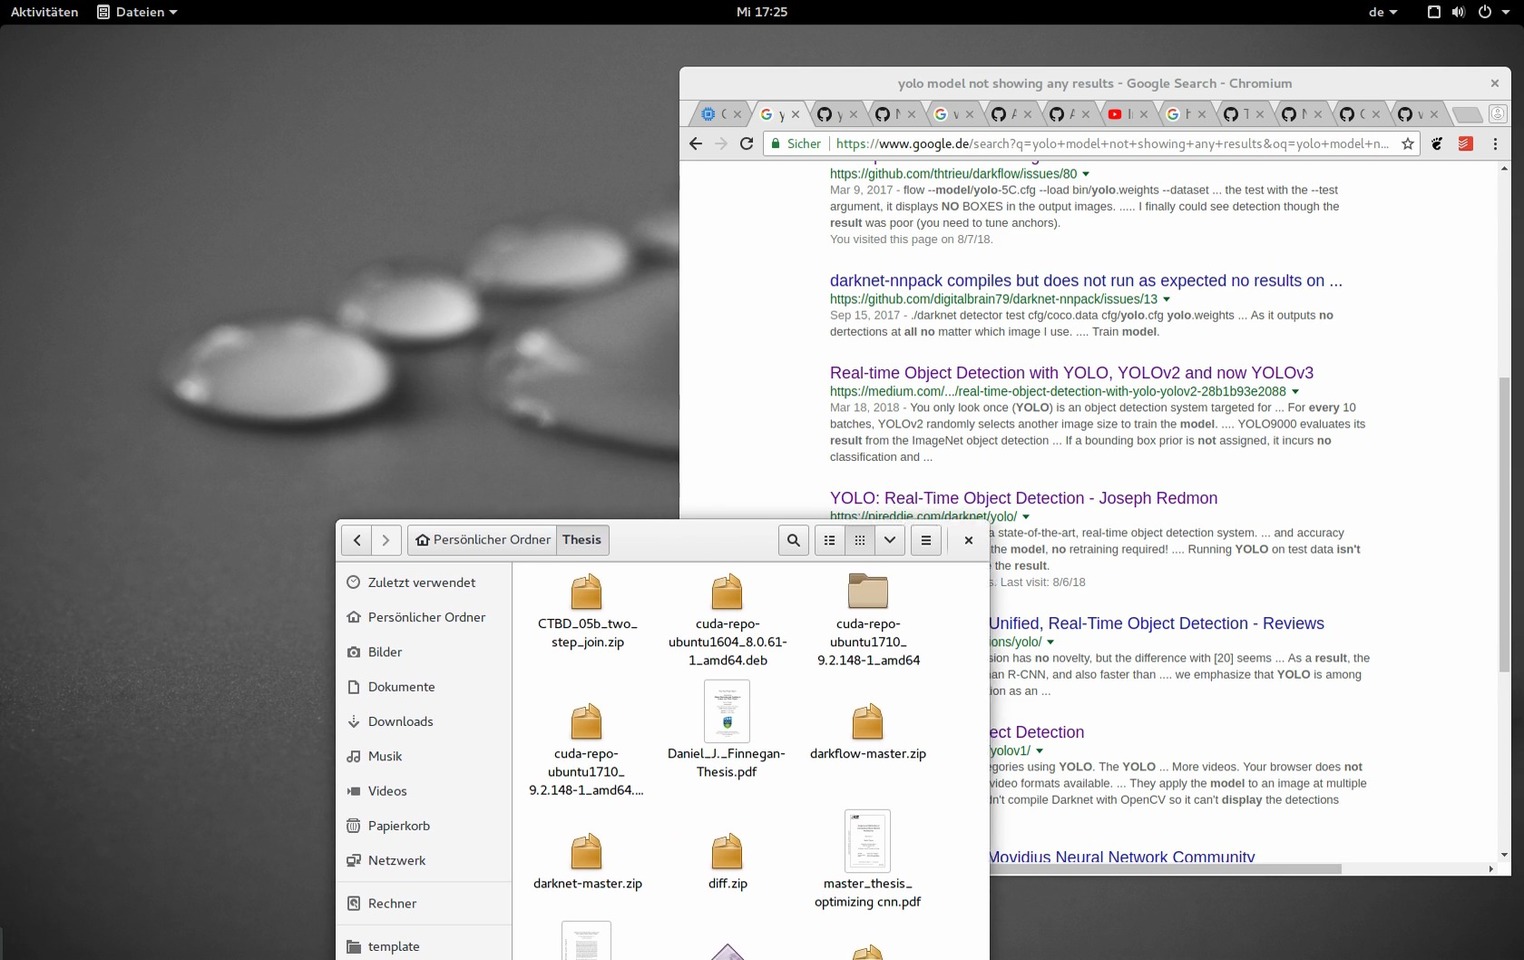 Aktivitäten
Dateien
Mi 17:25
de
yolo model not showing any results - Google Search - Chromium
Sicher
https://www.google.de/search?q=yolo+model+not+showing+any+results&oq=yolo+model+n...
https://github.com/thtrieu/darkflow/issues/80
Mar 9, 2017 - flow --model/yolo-5C.cfg --load bin/yolo.weights --dataset ... the test with the --test
argument, it displays NO BOXES in the output images. ..... I finally could see detection though the
result was poor (you need to tune anchors).
You visited this page on 8/7/18.
darknet-nnpack compiles but does not run as expected no results on ...
https://github.com/digitalbrain79/darknet-nnpack/issues/13
Sep 15, 2017 - ./darknet detector test cfg/coco.data cfg/yolo.cfg yolo.weights ... As it outputs no
dertections at all no matter which image I use. .... Train model.
Real-time Object Detection with YOLO, YOLOv2 and now YOLOv3
https://medium.com/.../real-time-object-detection-with-yolo-yolov2-28b1b93e2088
Mar 18, 2018 - You only look once (YOLO) is an object detection system targeted for ... For every 10
batches, YOLOv2 randomly selects another image size to train the model. .... YOLO9000 evaluates its
result from the ImageNet object detection ... If a bounding box prior is not assigned, it incurs no
classification and ...
YOLO: Real-Time Object Detection - Joseph Redmon
https://pjreddie.com/darknet/yolo/
a state-of-the-art, real-time object detection system. ... and accuracy
the model, no retraining required! .... Running YOLO on test data isn't
the result.
s. Last visit: 8/6/18
Unified, Real-Time Object Detection - Reviews
ons/yolo/
sion has no novelty, but the difference with [20] seems ... As a result, the
an R-CNN, and also faster than .... we emphasize that YOLO is among
ion as an ...
ect Detection
yolov1/
egories using YOLO. The YOLO ... More videos. Your browser does not
video formats available. ... They apply the model to an image at multiple
dn't compile Darknet with OpenCV so it can't display the detections
Movidius Neural Network Community
Persönlicher Ordner
Thesis
Zuletzt verwendet
Persönlicher Ordner
Bilder
Dokumente
Downloads
Musik
Videos
Papierkorb
Netzwerk
Rechner
template
CTBD_05b_two_
step_join.zip
cuda-repo-
ubuntu1604_8.0.61-
1_amd64.deb
cuda-repo-
ubuntu1710_
9.2.148-1_amd64
cuda-repo-
ubuntu1710_
9.2.148-1_amd64....
Daniel_J._Finnegan-
Thesis.pdf
darkflow-master.zip
darknet-master.zip
diff.zip
master_thesis_
optimizing cnn.pdf